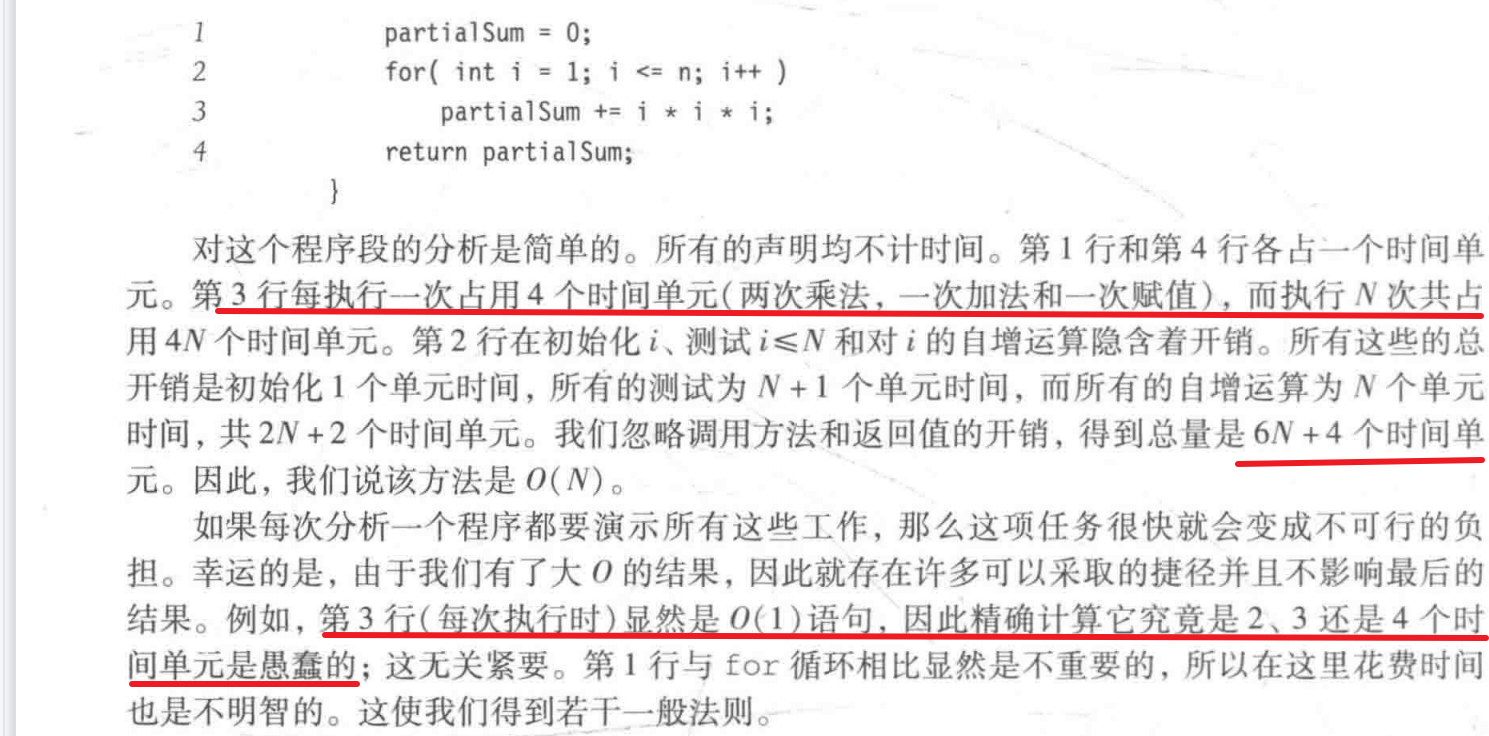 1 partialSum = 0;
2 for( int i = 1; i <= n; i++ )
3 partialSum += i * i * i;
4 return partialSum;
}
对这个程序段的分析是简单的。所有的声明均不计时间。第 1 行和第 4 行各占一个时间单
元。第 3 行每执行一次占用 4 个时间单元(两次乘法，一次加法和一次赋值)，而执行 N 次共占
用 4N 个时间单元。第 2 行在初始化 i、测试 i≤N 和对 i 的自增运算隐含着开销。所有这些的总
开销是初始化 1 个单元时间，所有的测试为 N + 1 个单元时间，而所有的自增运算为 N 个单元
时间，共 2N + 2 个时间单元。我们忽略调用方法和返回值的开销，得到总量是 6N + 4 个时间单
元。因此，我们说该方法是 O(N)。
如果每次分析一个程序都要演示所有这些工作，那么这项任务很快就会变成不可行的负
担。幸运的是，由于我们有了大 O 的结果，因此就存在许多可以采取的捷径并且不影响最后的
结果。例如，第 3 行(每次执行时)显然是 O(1)语句，因此精确计算它究竟是 2、3 还是 4 个时
间单元是愚蠢的；这无关紧要。第 1 行与 for 循环相比显然是不重要的，所以在这里花费时间
也是不明智的。这使我们得到若干一般法则。